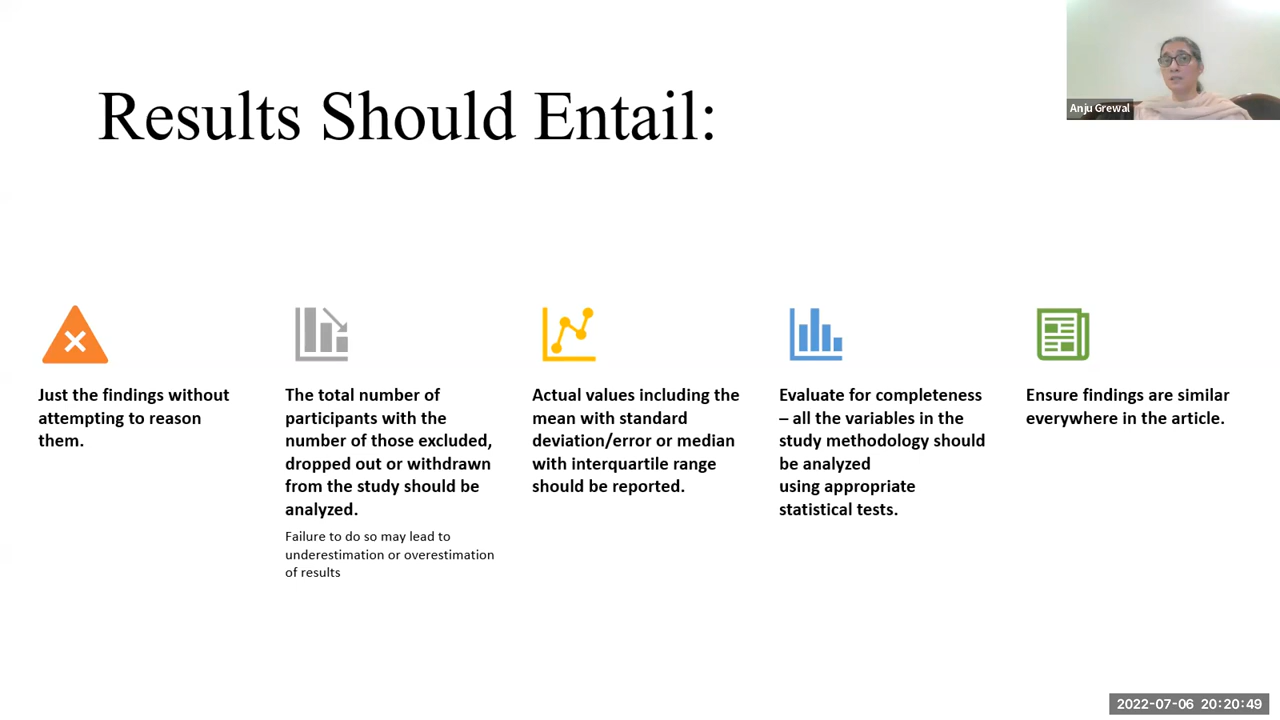 Results Should Entail:
Anju Grewal
Just the findings without
attempting to reason
them.
The total number of
participants with the
number of those excluded,
dropped out or withdrawn
from the study should be
analyzed.
Failure to do so may lead to
underestimation or overestimation
of results
Actual values including the
mean with standard
deviation/error or median
with interquartile range
should be reported.
Evaluate for completeness
– all the variables in the
study methodology should
be analyzed
using appropriate
statistical tests.
Ensure findings are similar
everywhere in the article.
2022-07-06 20:20:49